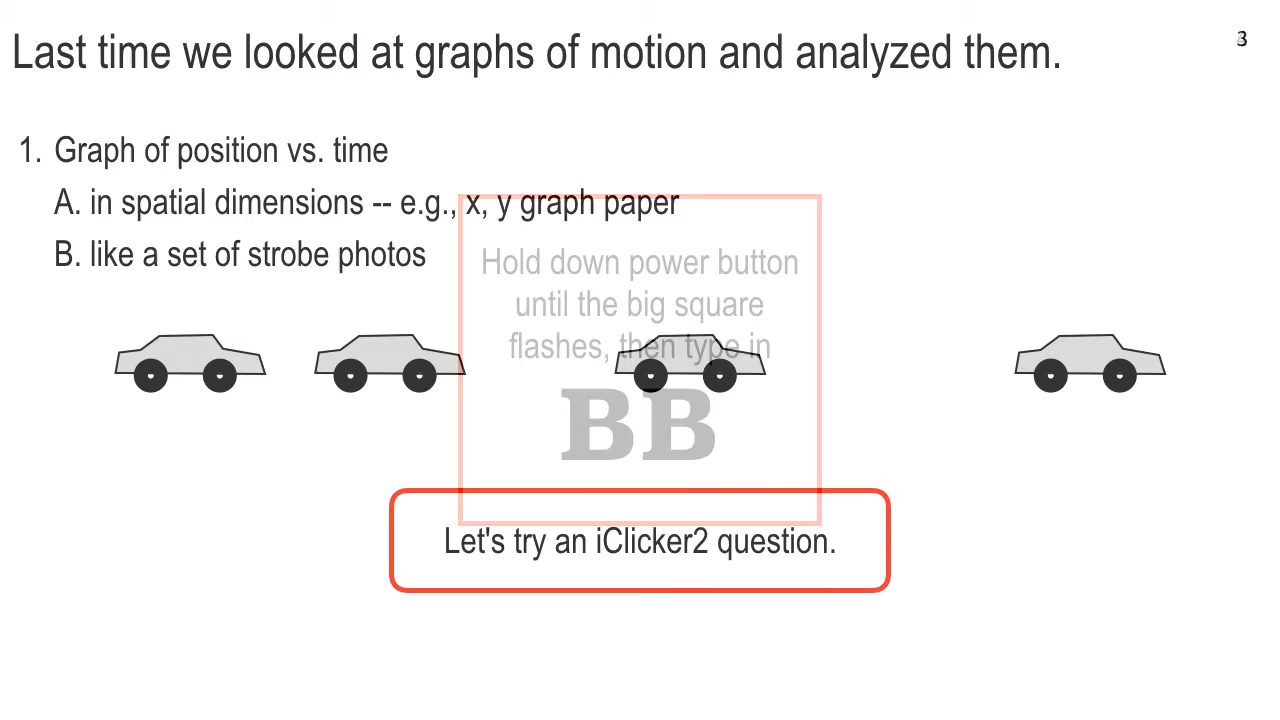 Last time we looked at graphs of motion and analyzed them.
3
1. Graph of position vs. time
A. in spatial dimensions -- e.g., x, y graph paper
B. like a set of strobe photos
Hold down power button
until the big square
flashes, then type in
BB
Let's try an iClicker2 question.